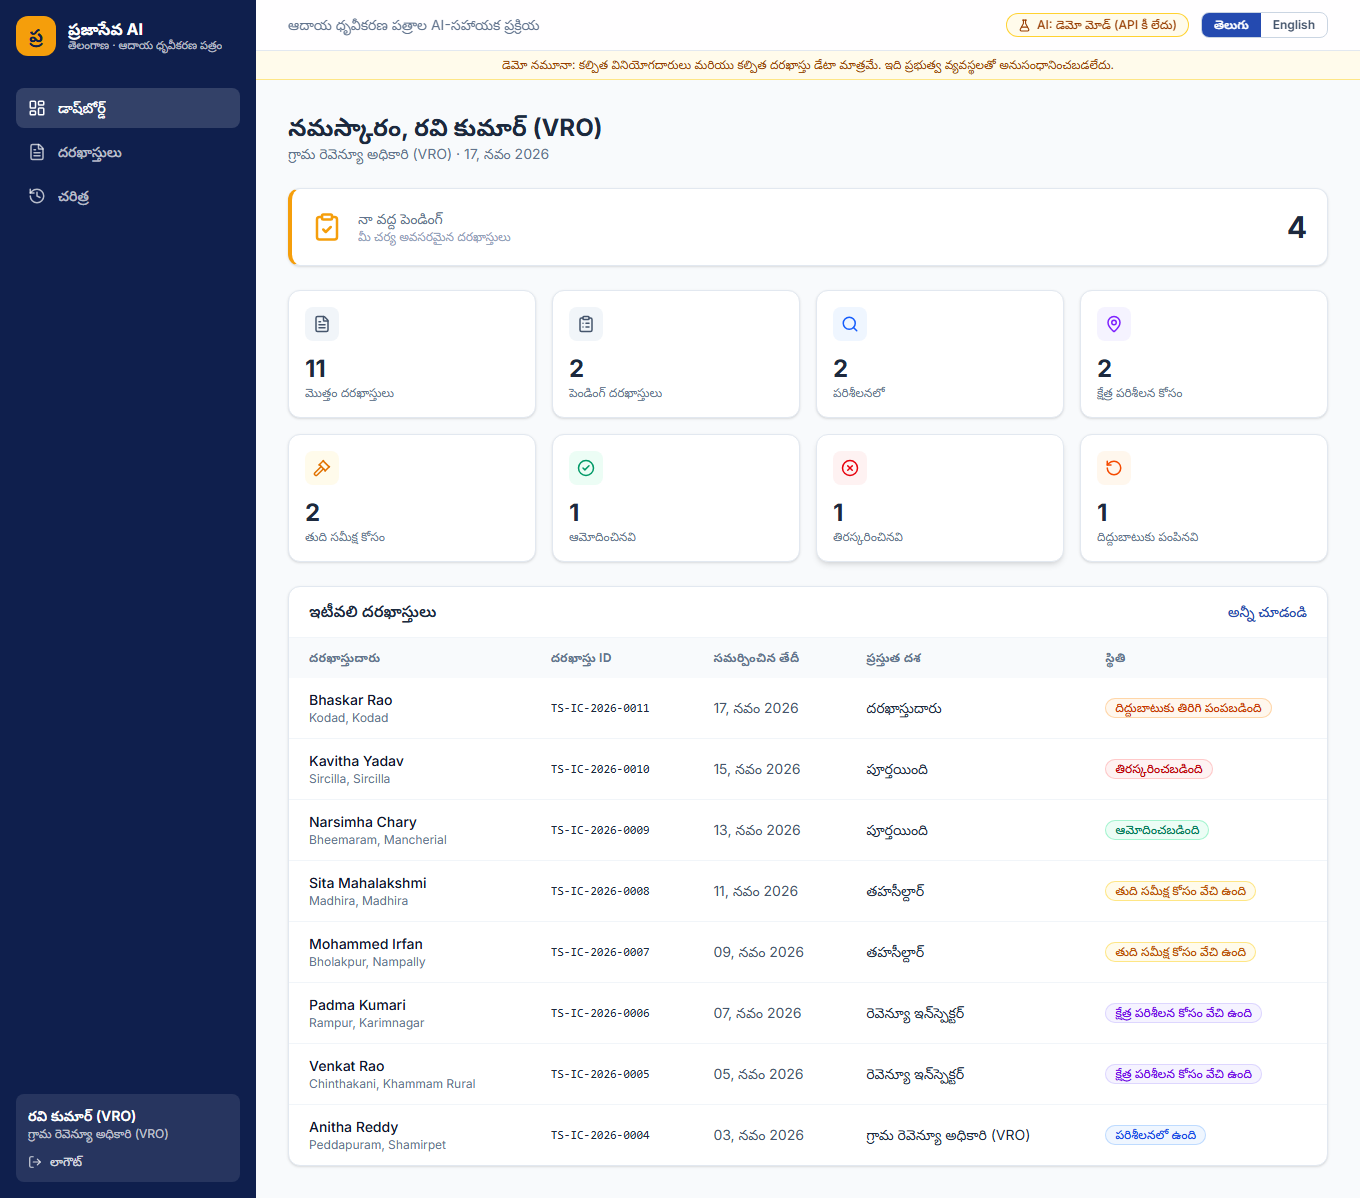 ప్ర
ప్రజాసేవ AI
తెలంగాణ · ఆదాయ ధృవీకరణ పత్రం
డాష్‌బోర్డ్
దరఖాస్తులు
చరిత్ర
రవి కుమార్ (VRO)
గ్రామ రెవెన్యూ అధికారి (VRO)
లాగౌట్
ఆదాయ ధృవీకరణ పత్రాల AI-సహాయక ప్రక్రియ
AI: డెమో మోడ్ (API కీ లేదు)
తెలుగు
English
డెమో నమూనా: కల్పిత వినియోగదారులు మరియు కల్పిత దరఖాస్తు డేటా మాత్రమే. ఇది ప్రభుత్వ వ్యవస్థలతో అనుసంధానించబడలేదు.
నమస్కారం, రవి కుమార్ (VRO)
గ్రామ రెవెన్యూ అధికారి (VRO) · 17, నవం 2026
నా వద్ద పెండింగ్
మీ చర్య అవసరమైన దరఖాస్తులు
4
11
మొత్తం దరఖాస్తులు
2
పెండింగ్ దరఖాస్తులు
2
పరిశీలనలో
2
క్షేత్ర పరిశీలన కోసం
2
తుది సమీక్ష కోసం
1
ఆమోదించినవి
1
తిరస్కరించినవి
1
దిద్దుబాటుకు పంపినవి
ఇటీవలి దరఖాస్తులు
అన్నీ చూడండి
దరఖాస్తుదారు దరఖాస్తు ID సమర్పించిన తేదీ ప్రస్తుత దశ స్థితి
Bhaskar Rao
Kodad, Kodad
TS-IC-2026-0011 17, నవం 2026 దరఖాస్తుదారు దిద్దుబాటుకు తిరిగి పంపబడింది
Kavitha Yadav
Sircilla, Sircilla
TS-IC-2026-0010 15, నవం 2026 పూర్తయింది తిరస్కరించబడింది
Narsimha Chary
Bheemaram, Mancherial
TS-IC-2026-0009 13, నవం 2026 పూర్తయింది ఆమోదించబడింది
Sita Mahalakshmi
Madhira, Madhira
TS-IC-2026-0008 11, నవం 2026 తహసీల్దార్ తుది సమీక్ష కోసం వేచి ఉంది
Mohammed Irfan
Bholakpur, Nampally
TS-IC-2026-0007 09, నవం 2026 తహసీల్దార్ తుది సమీక్ష కోసం వేచి ఉంది
Padma Kumari
Rampur, Karimnagar
TS-IC-2026-0006 07, నవం 2026 రెవెన్యూ ఇన్‌స్పెక్టర్ క్షేత్ర పరిశీలన కోసం వేచి ఉంది
Venkat Rao
Chinthakani, Khammam Rural
TS-IC-2026-0005 05, నవం 2026 రెవెన్యూ ఇన్‌స్పెక్టర్ క్షేత్ర పరిశీలన కోసం వేచి ఉంది
Anitha Reddy
Peddapuram, Shamirpet
TS-IC-2026-0004 03, నవం 2026 గ్రామ రెవెన్యూ అధికారి (VRO) పరిశీలనలో ఉంది